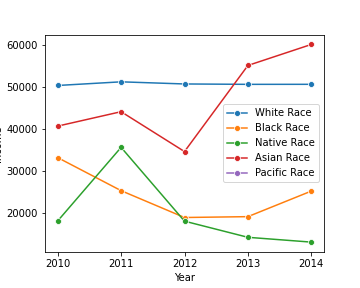 60000
50000
40000
30000
20000
White Race
Black Race
Native Race
Asian Race
Pacific Race
2010 2011 2012 2013 2014
Year